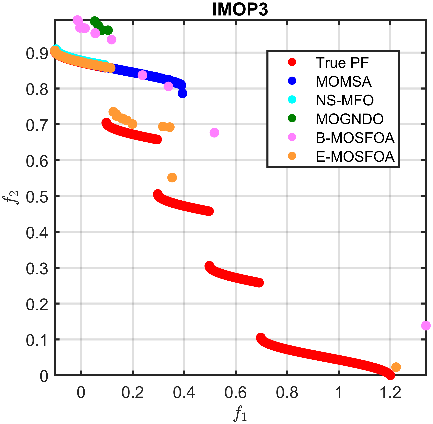 IMOP3
True PF
MOMSA
NS-MFO
MOGNDO
B-MOSFOA
E-MOSFOA
0.9
0.8
0.7
0.6
0.5
0.4
0.3
0.2
0.1
0
f2
0 0.2 0.4 0.6 0.8 1 1.2
f1